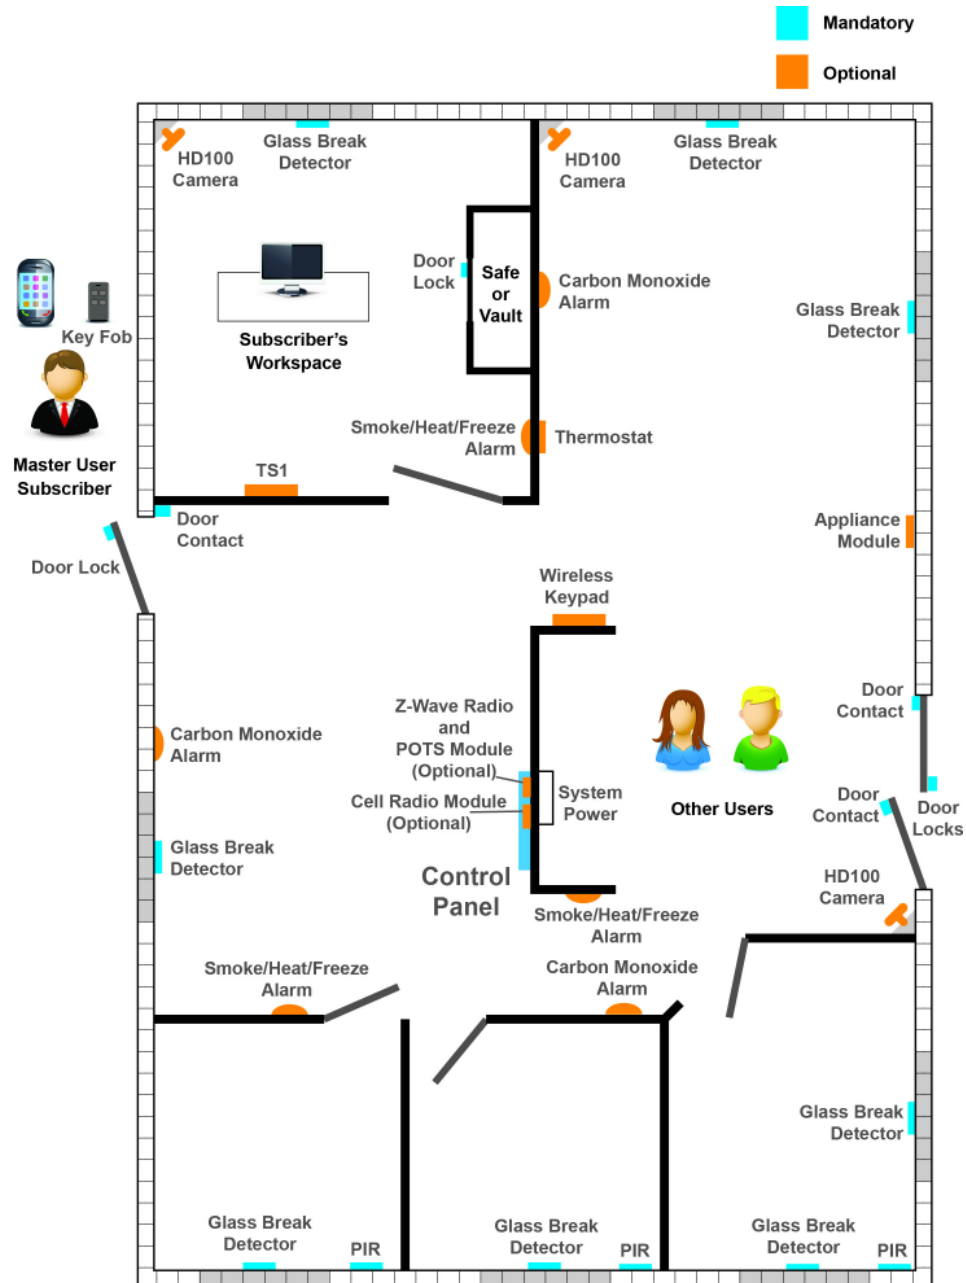 Mandatory
Optional
Glass Break
Detector
HD100
Camera
Glass Break
Detector
HD100
Camera
Door
Lock
Safe
or
Vault
Carbon Monoxide
Alarm
Glass Break
Detector
Key Fob
Subscriber's
Workspace
Master User
Subscriber
Smoke/Heat/Freeze
Alarm
Thermostat
TS1
Door
Contact
Appliance
Module
Door Lock
Wireless
Keypad
Z-Wave Radio
and
POTS Module
(Optional)
Cell Radio Module
(Optional)
System
Power
Control
Panel
Other Users
Door
Contact
Door
Contact
Door
Locks
Carbon Monoxide
Alarm
Glass Break
Detector
HD100
Camera
Smoke/Heat/Freeze
Alarm
Smoke/Heat/Freeze
Alarm
Carbon Monoxide
Alarm
Glass Break
Detector
Glass Break
Detector
PIR
Glass Break
Detector
PIR
Glass Break
Detector
PIR